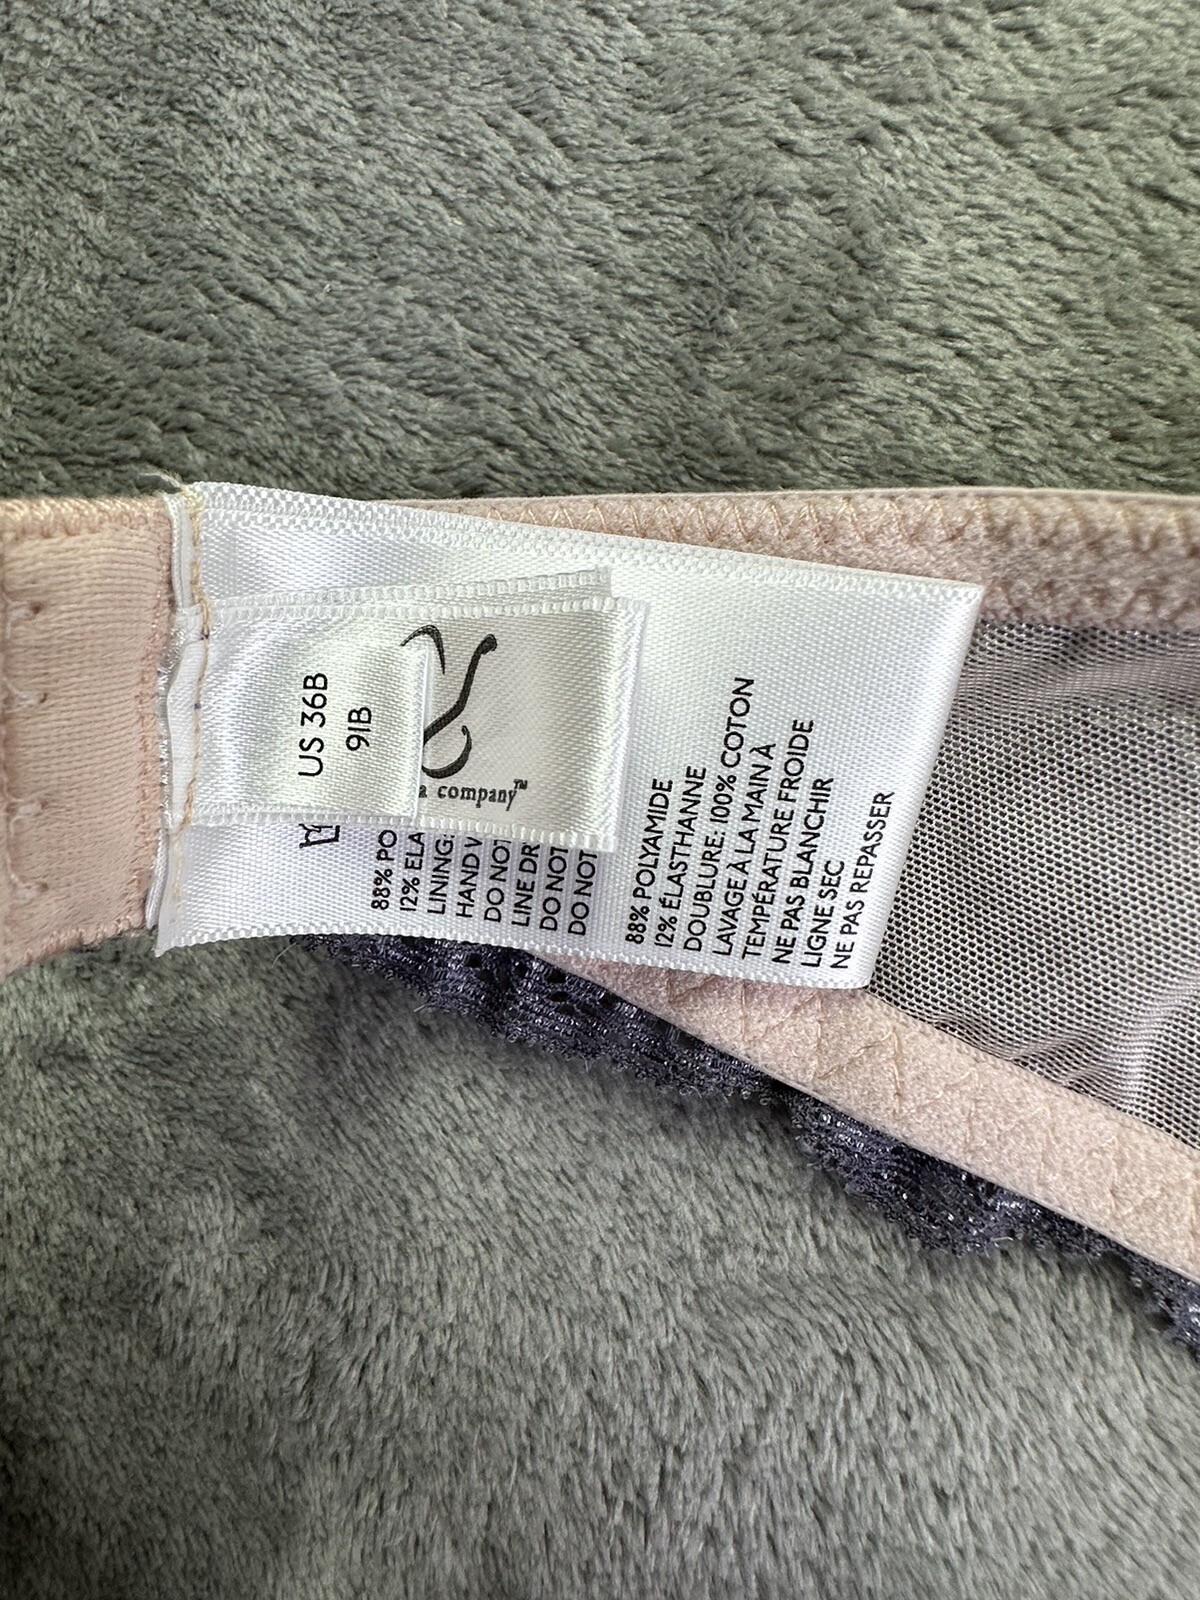 US 36B
91B
a company™
88% PO
12% ELA
LINING:
HAND
DO NOT
LINE DR
DO NOT
DO NOT
88% POLYAMIDE
12% ÉLASTHANNE
DOUBLURE: 100% COTON
LAVAGE À LA MAIN À
TEMPÉRATURE FROIDE
NE PAS BLANCHIR
LIGNE SEC
NE PAS REPASSER